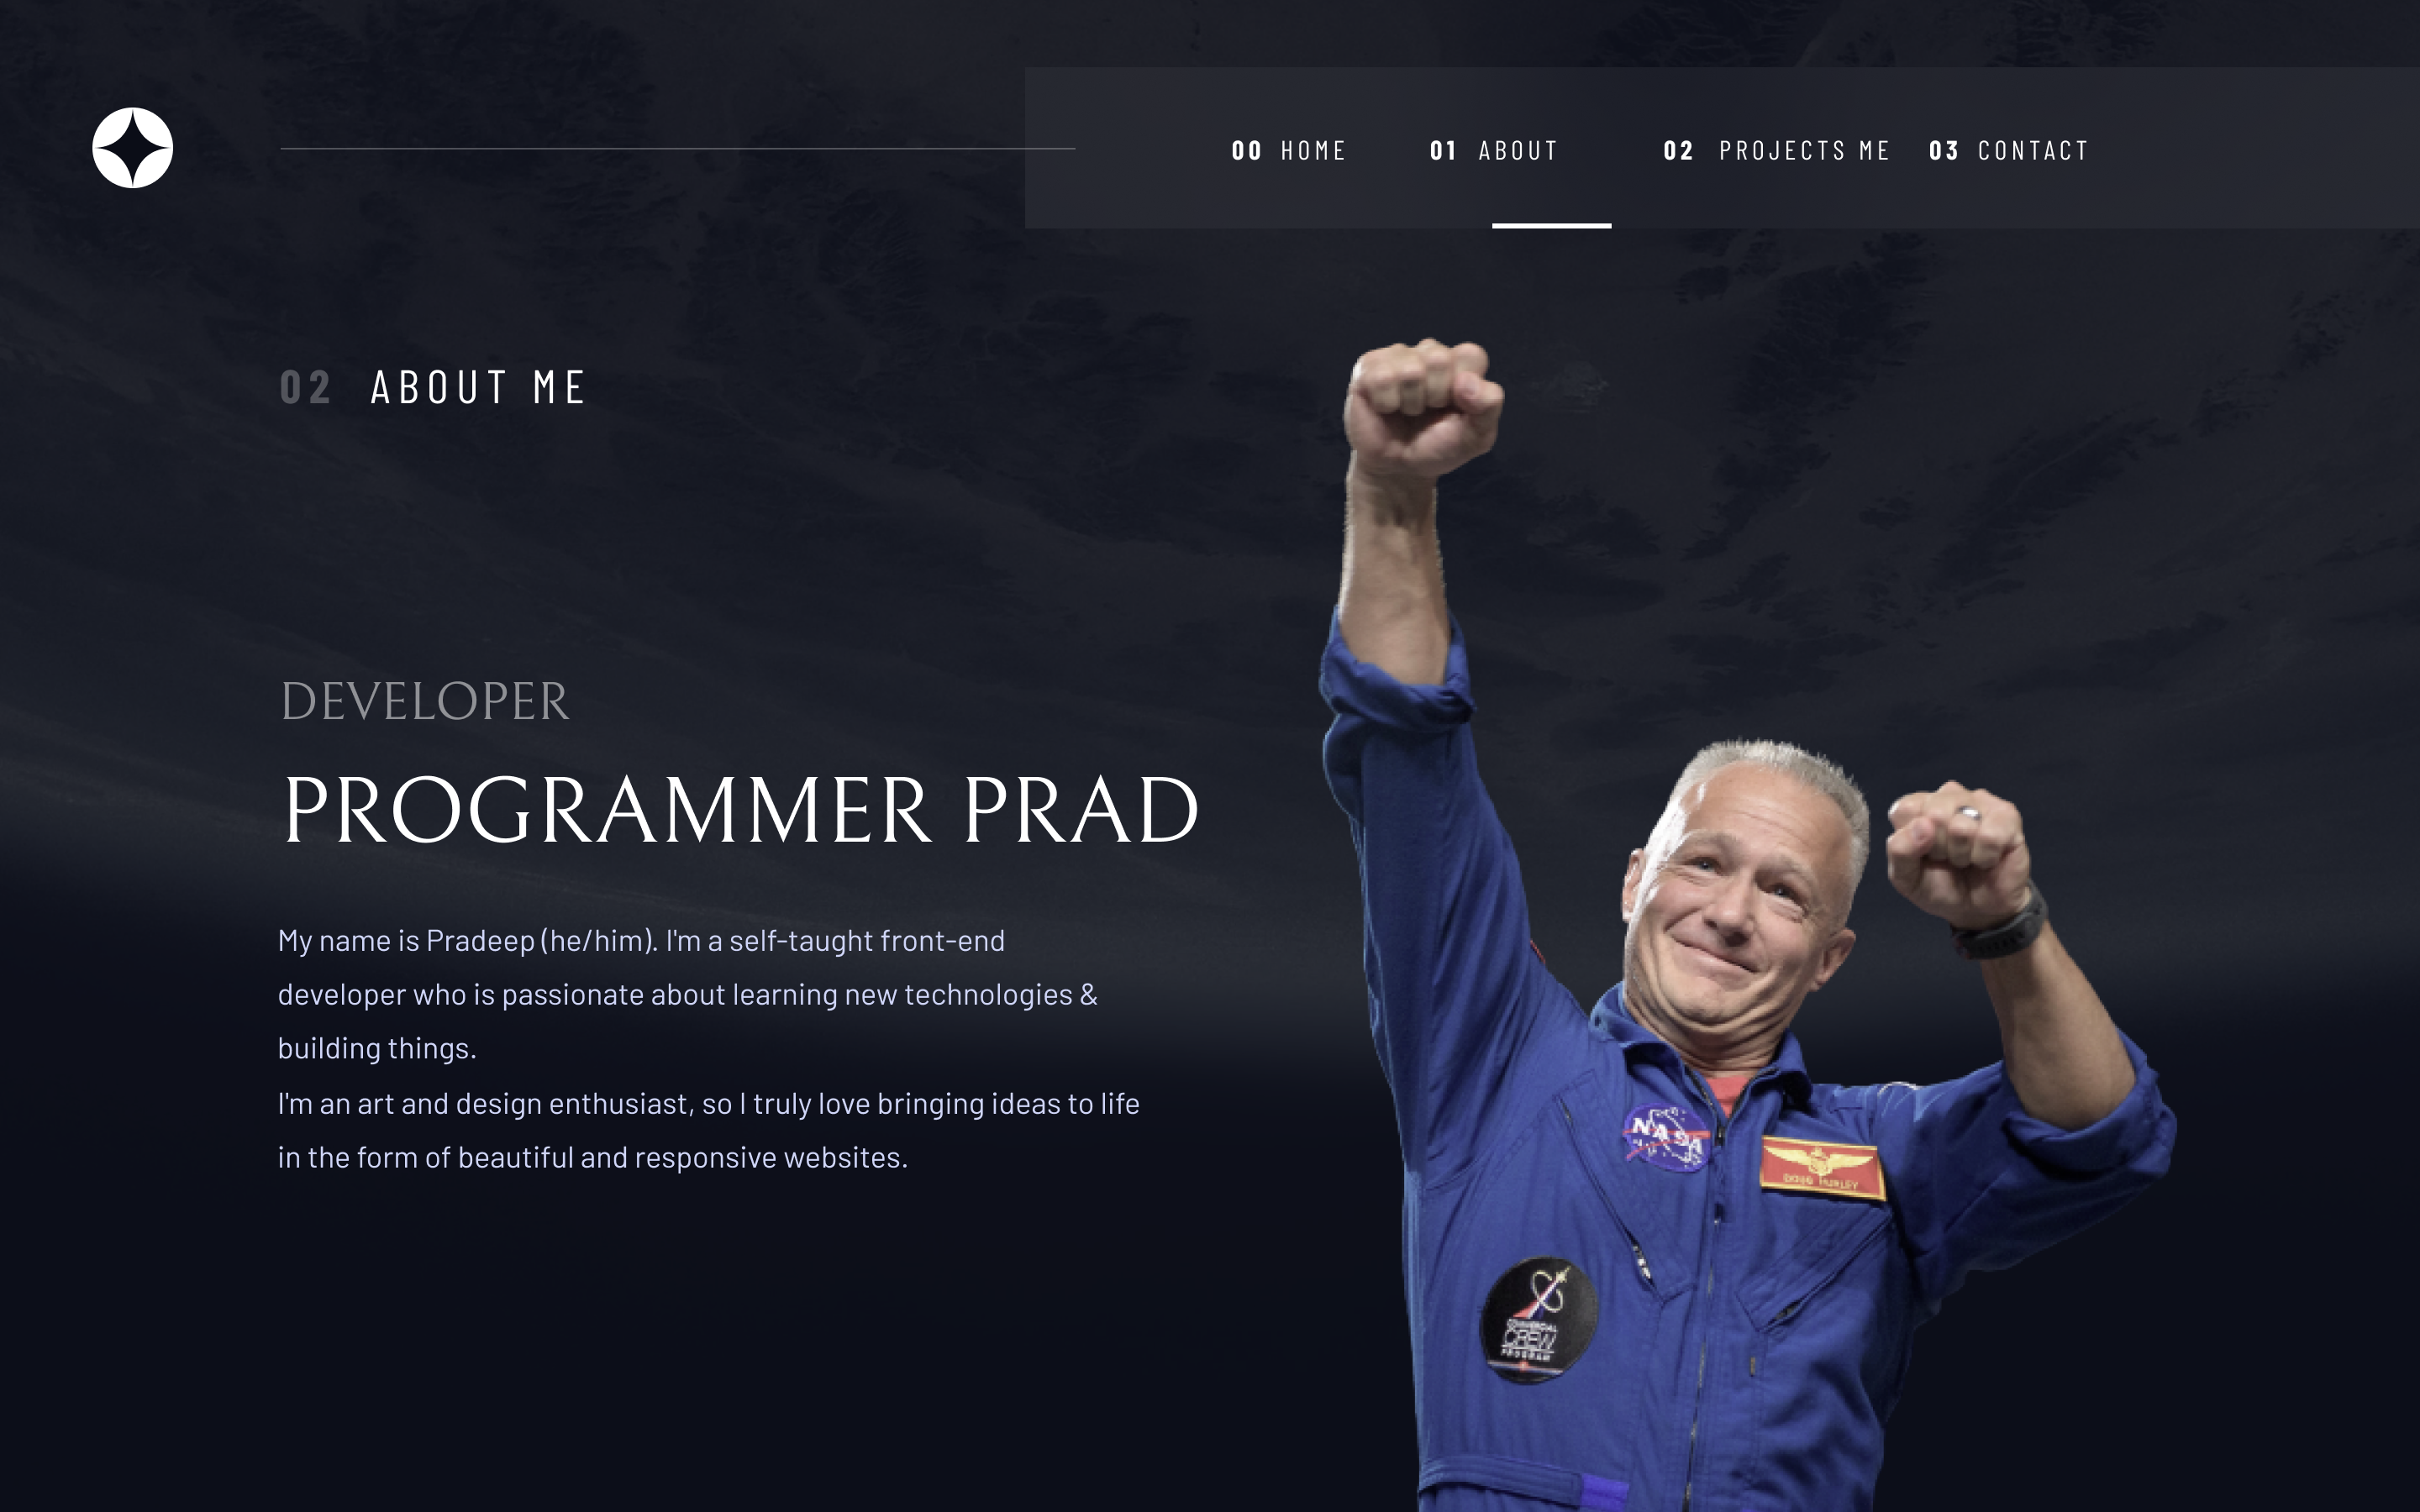 00 HOME 01 ABOUT 02 PROJECTS ME 03 CONTACT
02 ABOUT ME
DEVELOPER
PROGRAMMER PRAD
My name is Pradeep (he/him). I'm a self-taught front-end
developer who is passionate about learning new technologies &
building things.
I'm an art and design enthusiast, so I truly love bringing ideas to life
in the form of beautiful and responsive websites.
NASA
DOUG HURLEY
COMMERCIAL
CREW
PROGRAM